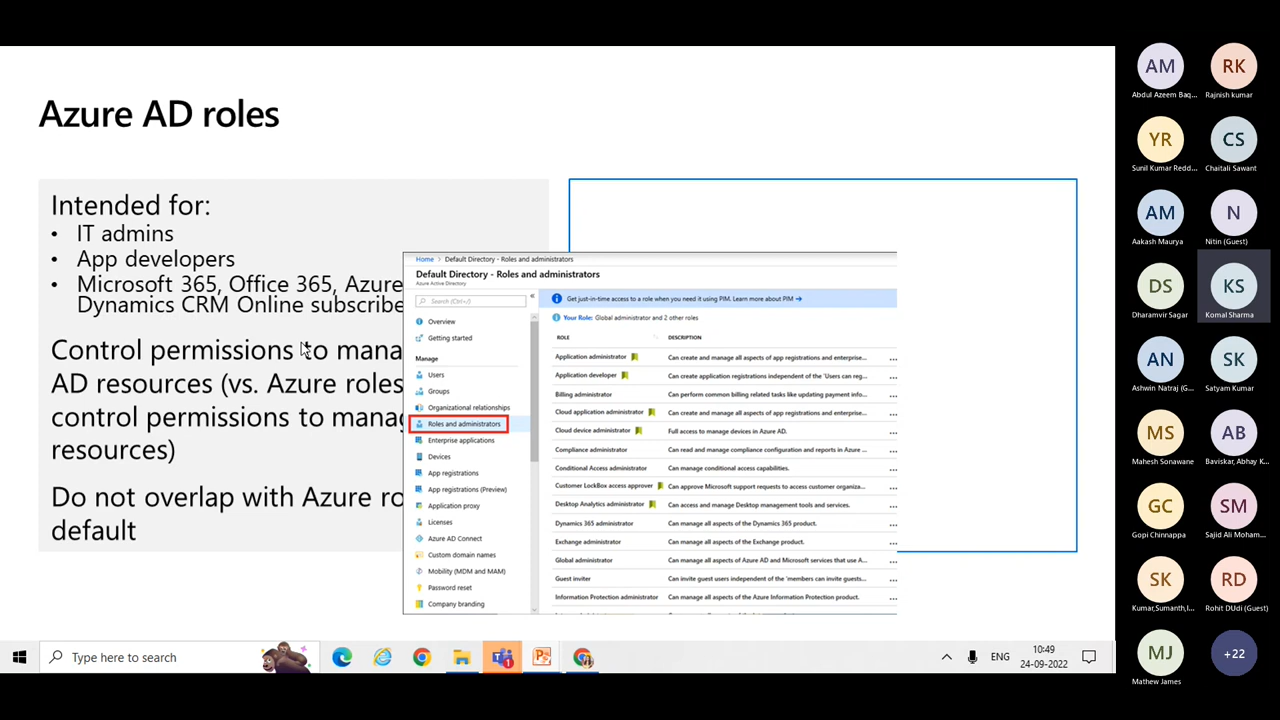 Azure AD roles
Intended for:
• IT admins
• App developers
• Microsoft 365, Office 365, Azure
Dynamics CRM Online subscribe
Control permissions to mana
AD resources (vs. Azure roles
control permissions to manag
resources)
Do not overlap with Azure ro
default
Home > Default Directory - Roles and administrators
Default Directory - Roles and administrators
Azure Active Directory
Search (Ctrl+/)
Overview
Getting started
Manage
Users
Groups
Organizational relationships
Roles and administrators
Enterprise applications
Devices
App registrations
App registrations (Preview)
Application proxy
Licenses
Azure AD Connect
Custom domain names
Mobility (MDM and MAM)
Password reset
Company branding
Get just-in-time access to a role when you need it using PIM. Learn more about PIM →
Your Role: Global administrator and 2 other roles
ROLE DESCRIPTION
Application administrator Can create and manage all aspects of app registrations and enterprise... ...
Application developer Can create application registrations independent of the 'Users can reg... ...
Billing administrator Can perform common billing related tasks like updating payment info... ...
Cloud application administrator Can create and manage all aspects of app registrations and enterprise... ...
Cloud device administrator Full access to manage devices in Azure AD. ...
Compliance administrator Can read and manage compliance configuration and reports in Azure ... ...
Conditional Access administrator Can manage conditional access capabilities. ...
Customer LockBox access approver Can approve Microsoft support requests to access customer organiza... ...
Desktop Analytics administrator Can access and manage Desktop management tools and services. ...
Dynamics 365 administrator Can manage all aspects of the Dynamics 365 product. ...
Exchange administrator Can manage all aspects of the Exchange product. ...
Global administrator Can manage all aspects of Azure AD and Microsoft services that use A... ...
Guest inviter Can invite guest users independent of the 'members can invite guests... ...
Information Protection administrator Can manage all aspects of the Azure Information Protection product. ...
Type here to search
1
ENG
10:49
24-09-2022
AM RK
Abdul Azeem Baq... Rajnish kumar
YR CS
Sunil Kumar Redd... Chaitali Sawant
AM N
Aakash Maurya Nitin (Guest)
DS KS
Dharamvir Sagar Komal Sharma
AN SK
Ashwin Natraj (G... Satyam Kumar
MS AB
Mahesh Sonawane Baviskar, Abhay K...
GC SM
Gopi Chinnappa Sajid Ali Moham...
SK RD
Kumar,Sumanth,I... Rohit DUdi (Guest)
MJ +22
Mathew James